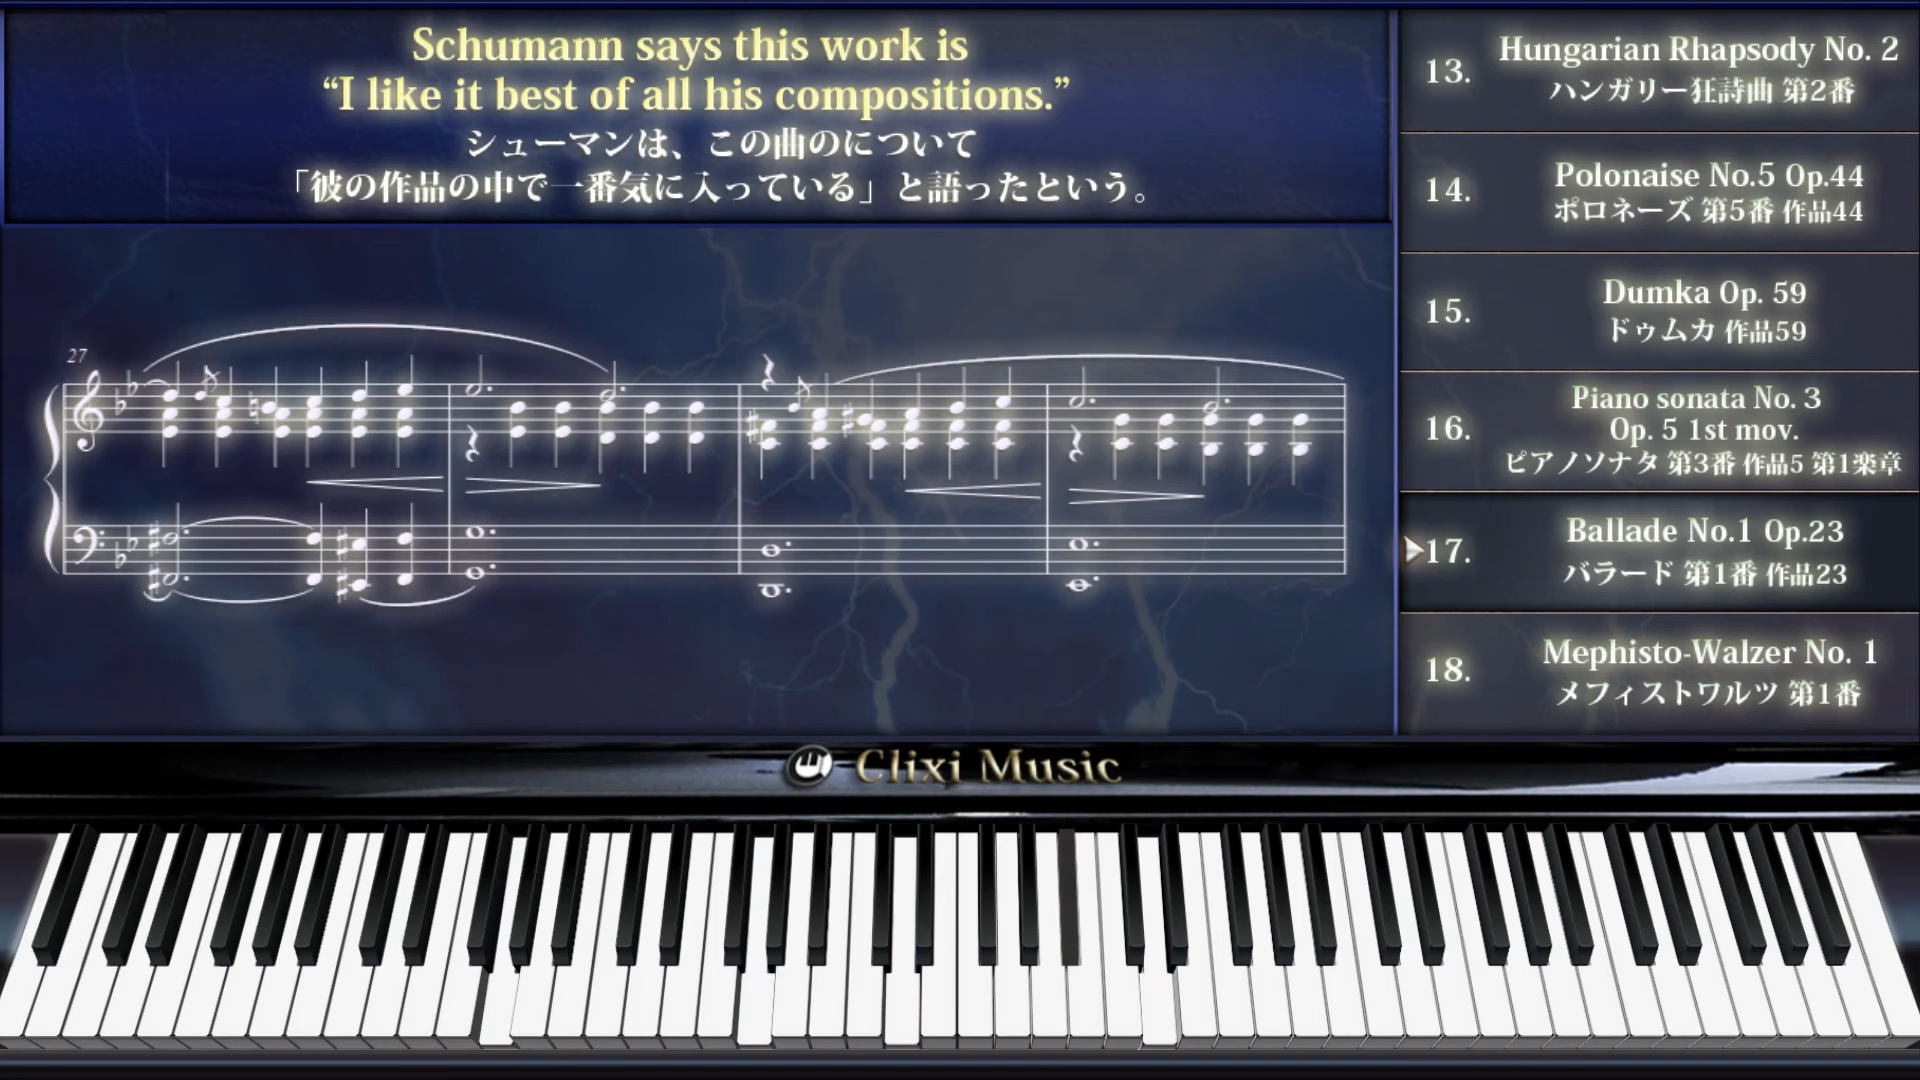 Schumann says this work is
“I like it best of all his compositions.”
シューマンは、この曲のについて
「彼の作品の中で一番気に入っている」と語ったという。
27
13. Hungarian Rhapsody No. 2
ハンガリー狂詩曲 第2番
14. Polonaise No.5 Op.44
ポロネーズ 第5番 作品44
15. Dumka Op. 59
ドゥムカ 作品59
16. Piano sonata No. 3
Op. 5 1st mov.
ピアノソナタ 第3番 作品5 第1楽章
17. Ballade No.1 Op.23
バラード 第1番 作品23
18. Mephisto-Walzer No. 1
メフィストワルツ 第1番
Clixi Music